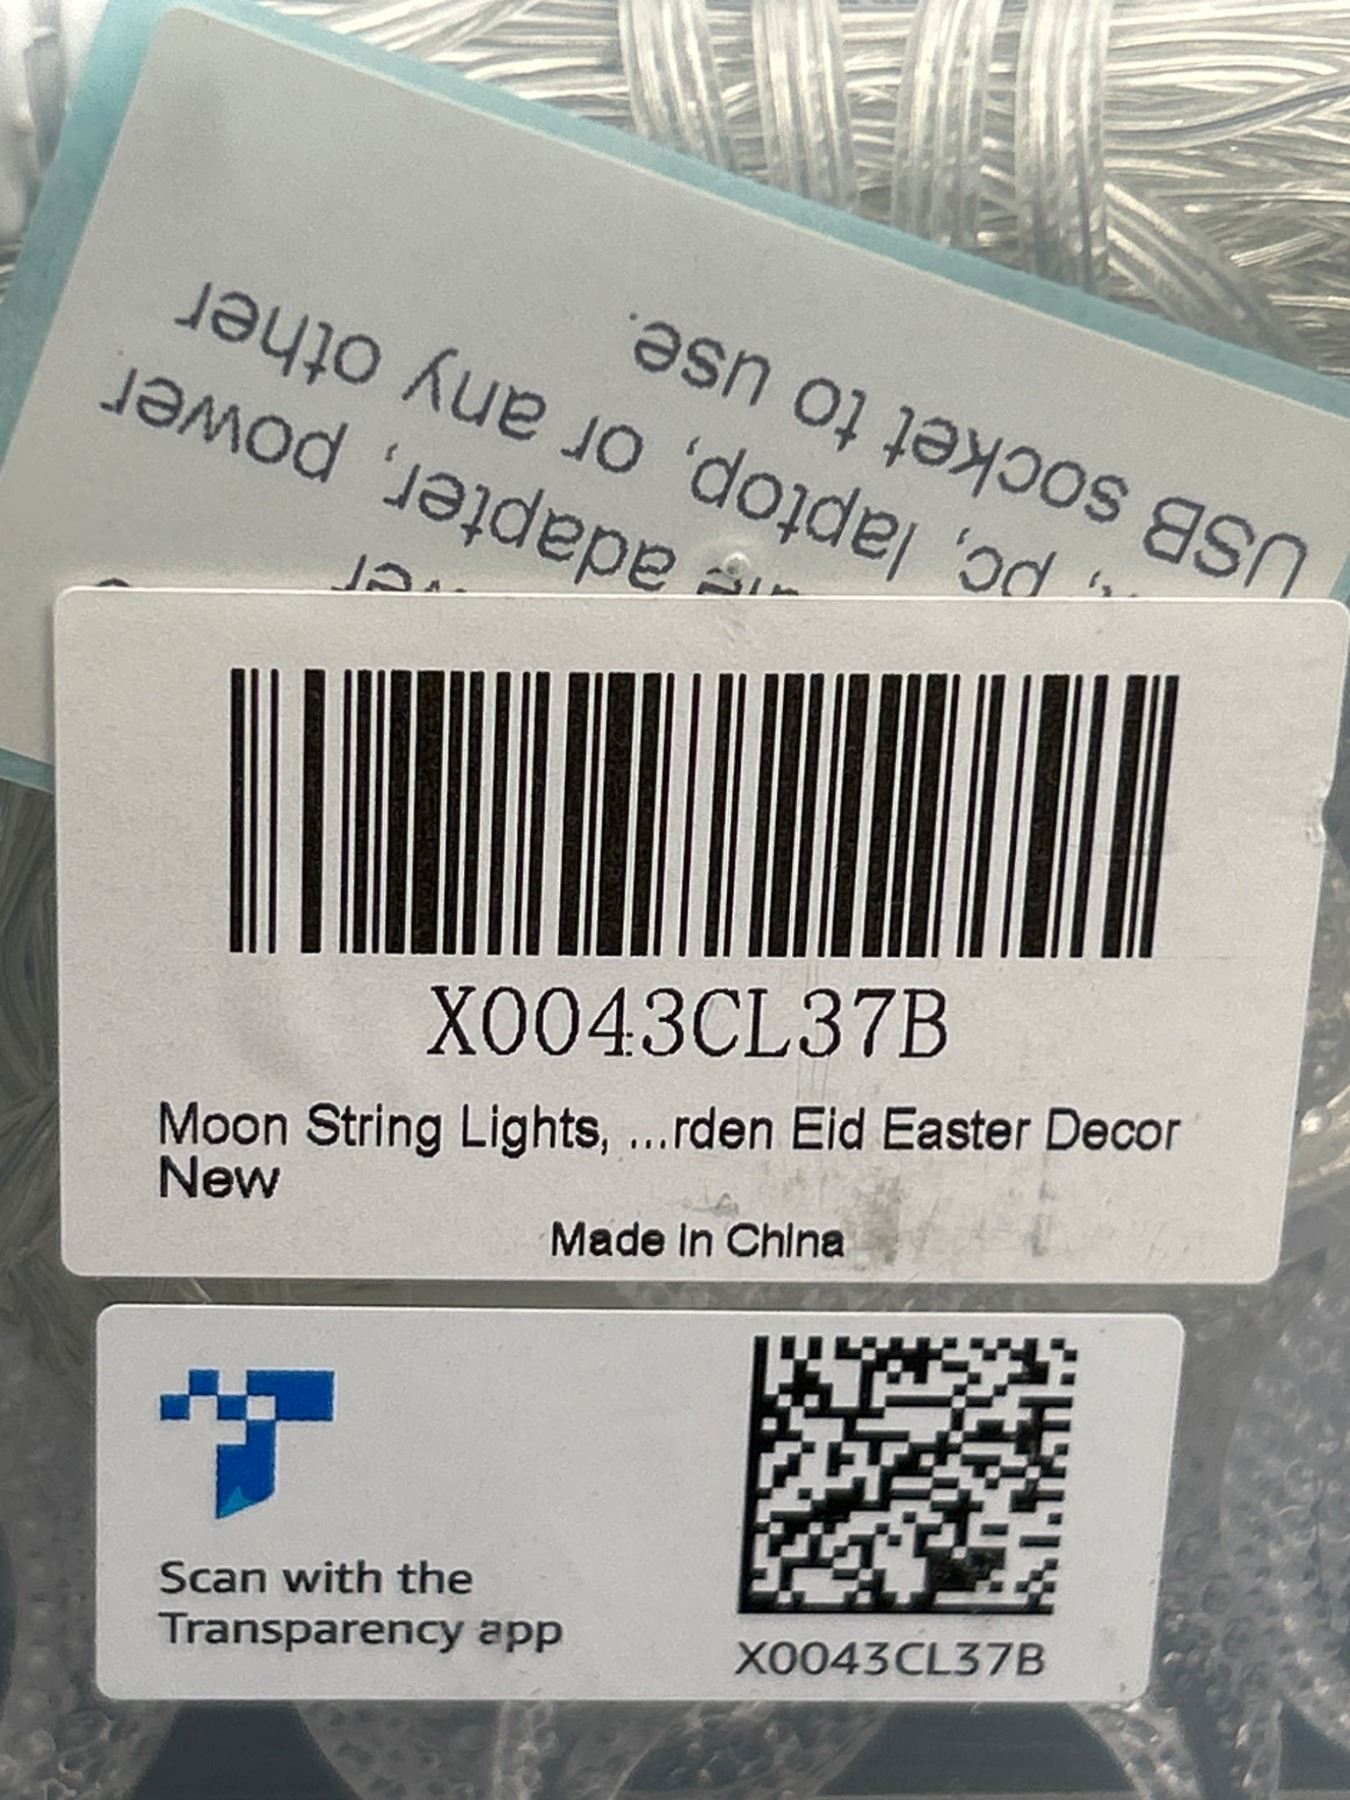 adapter, power
pc, laptop, or any other
USB socket to use.
X0043CL37B
Moon String Lights, ...rden Eid Easter Decor
New
Made in China
Scan with the
Transparency app
X0043CL37B